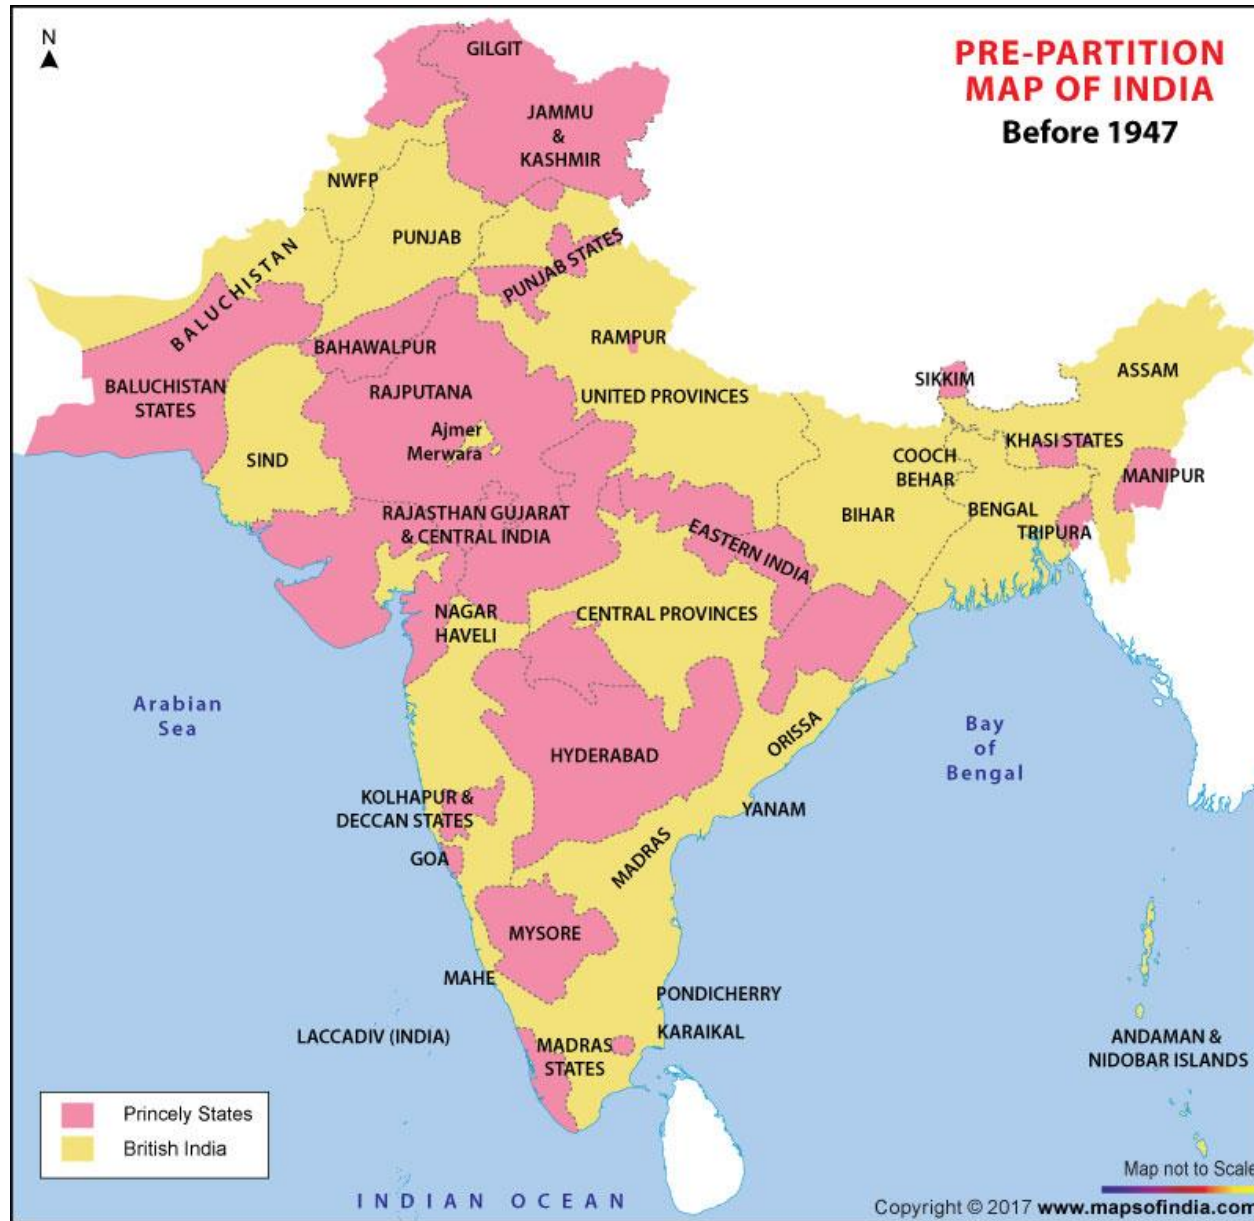 N
PRE-PARTITION
MAP OF INDIA
Before 1947
GILGIT
JAMMU
&
KASHMIR
NWFP
PUNJAB
PUNJAB STATES
BALUCHISTAN
BAHAWALPUR
RAMPUR
BALUCHISTAN
STATES
RAJPUTANA
UNITED PROVINCES
SIKKIM
ASSAM
Ajmer
Merwara
SIND
COOCH
BEHAR
KHASI STATES
MANIPUR
RAJASTHAN GUJARAT
& CENTRAL INDIA
EASTERN INDIA
BIHAR
BENGAL
TRIPURA
NAGAR
HAVELI
CENTRAL PROVINCES
Arabian
Sea
HYDERABAD
ORISSA
Bay
of
Bengal
KOLHAPUR &
DECCAN STATES
YANAM
GOA
MADRAS
MYSORE
MAHE
PONDICHERRY
LACCADIV (INDIA)
KARAIKAL
MADRAS
STATES
ANDAMAN &
NIDOBAR ISLANDS
Princely States
British India
Map not to Scale
INDIAN OCEAN
Copyright © 2017 www.mapsofindia.com